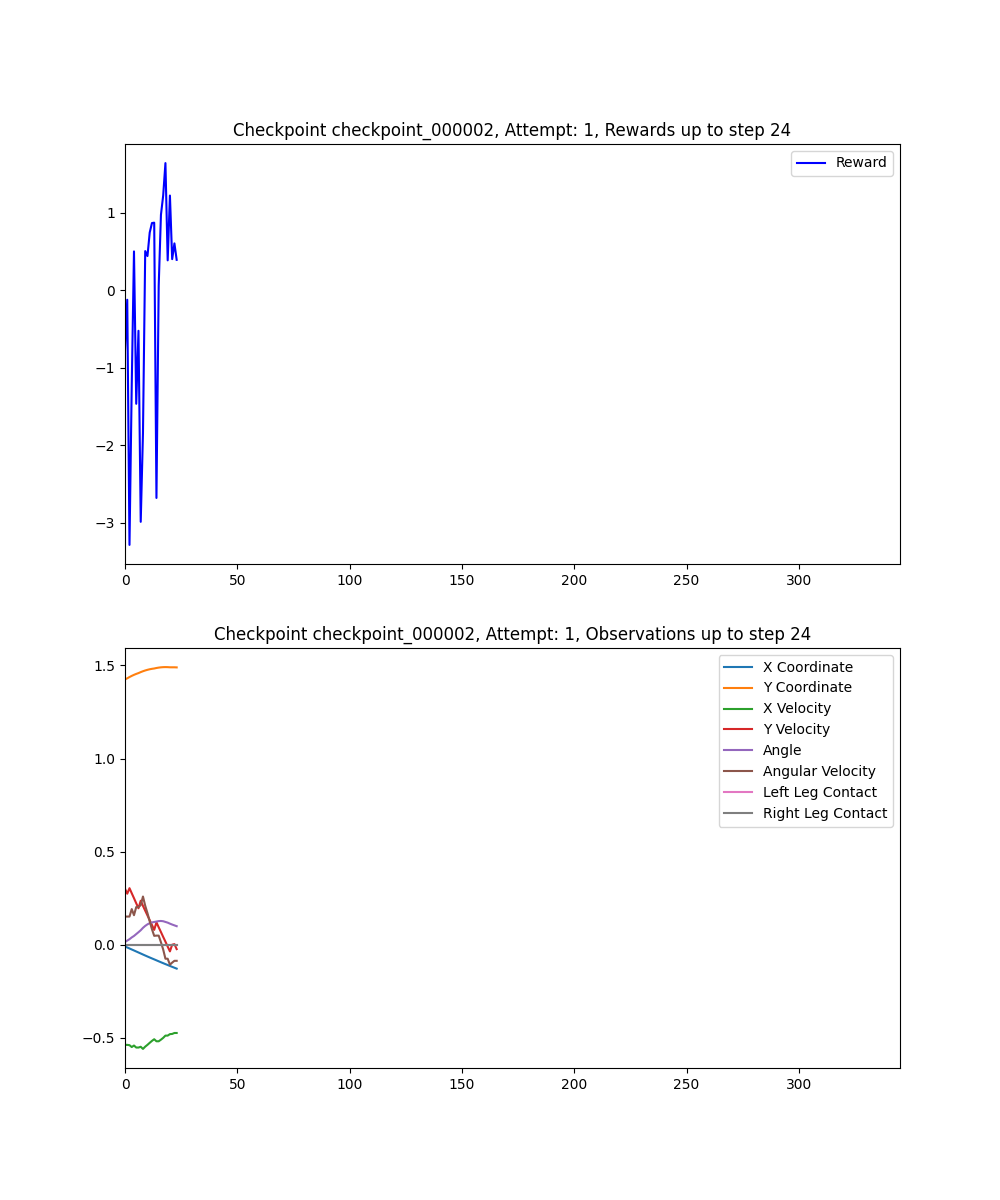 Checkpoint checkpoint_000002, Attempt: 1, Rewards up to step 24
Reward
1
0
−1
−2
−3
0 50 100 150 200 250 300
Checkpoint checkpoint_000002, Attempt: 1, Observations up to step 24
X Coordinate
Y Coordinate
X Velocity
Y Velocity
Angle
Angular Velocity
Left Leg Contact
Right Leg Contact
1.5
1.0
0.5
0.0
−0.5
0 50 100 150 200 250 300